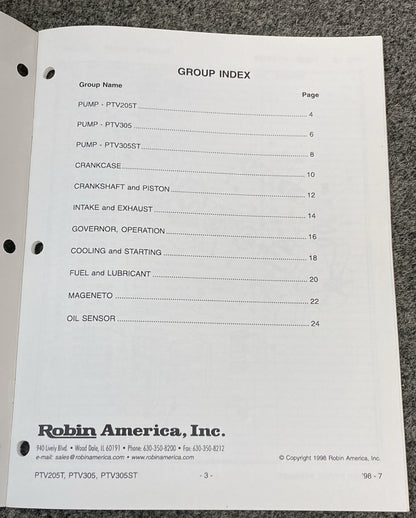 GROUP INDEX
Group Name
Page
PUMP - PTV205T 4
PUMP - PTV305 6
PUMP - PTV305ST 8
CRANKCASE 10
CRANKSHAFT and PISTON 12
INTAKE and EXHAUST 14
GOVERNOR, OPERATION 16
COOLING and STARTING 18
FUEL and LUBRICANT 20
MAGENETO 22
OIL SENSOR 24
Robin America, Inc.
940 Lively Blvd. • Wood Dale, IL 60191 • Phone: 630-350-8200 • Fax: 630-350-8212
e-mail: sales@robinamerica.com • www.robinamerica.com
© Copyright 1998 Robin America, Inc.
PTV205T, PTV305, PTV305ST - 3 - '98 - 7